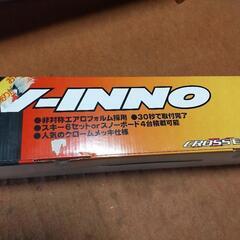 V-INNO
●非対称エアロフォルム採用 ●30秒で取付完了
●スキー6セットorスノーボード4台積載可能
●人気のクロームメッキ仕様